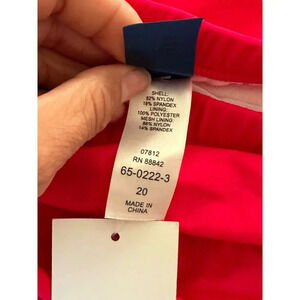 SHELL:
82% NYLON
18% SPANDEX
LINING:
100% POLYESTER
MESH LINING:
86% NYLON
14% SPANDEX
07812
RN 88842
65-0222-3
20
MADE IN
CHINA